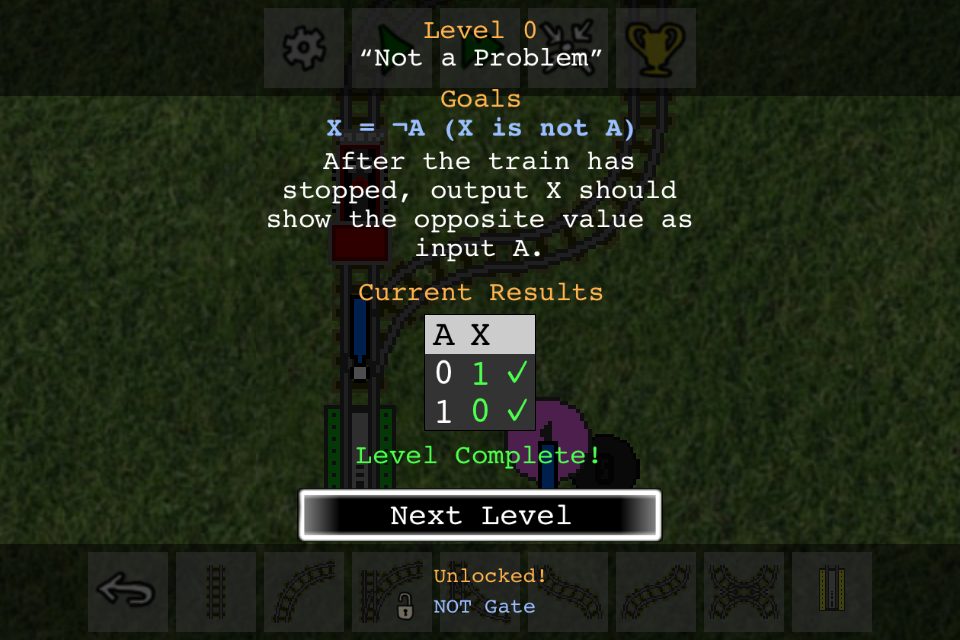 Level 0
“Not a Problem”
Goals
X = ¬A (X is not A)
After the train has
stopped, output X should
show the opposite value as
input A.
Current Results
A X
0 1 ✓
1 0 ✓
1
Level Complete!
Next Level
Unlocked!
NOT Gate